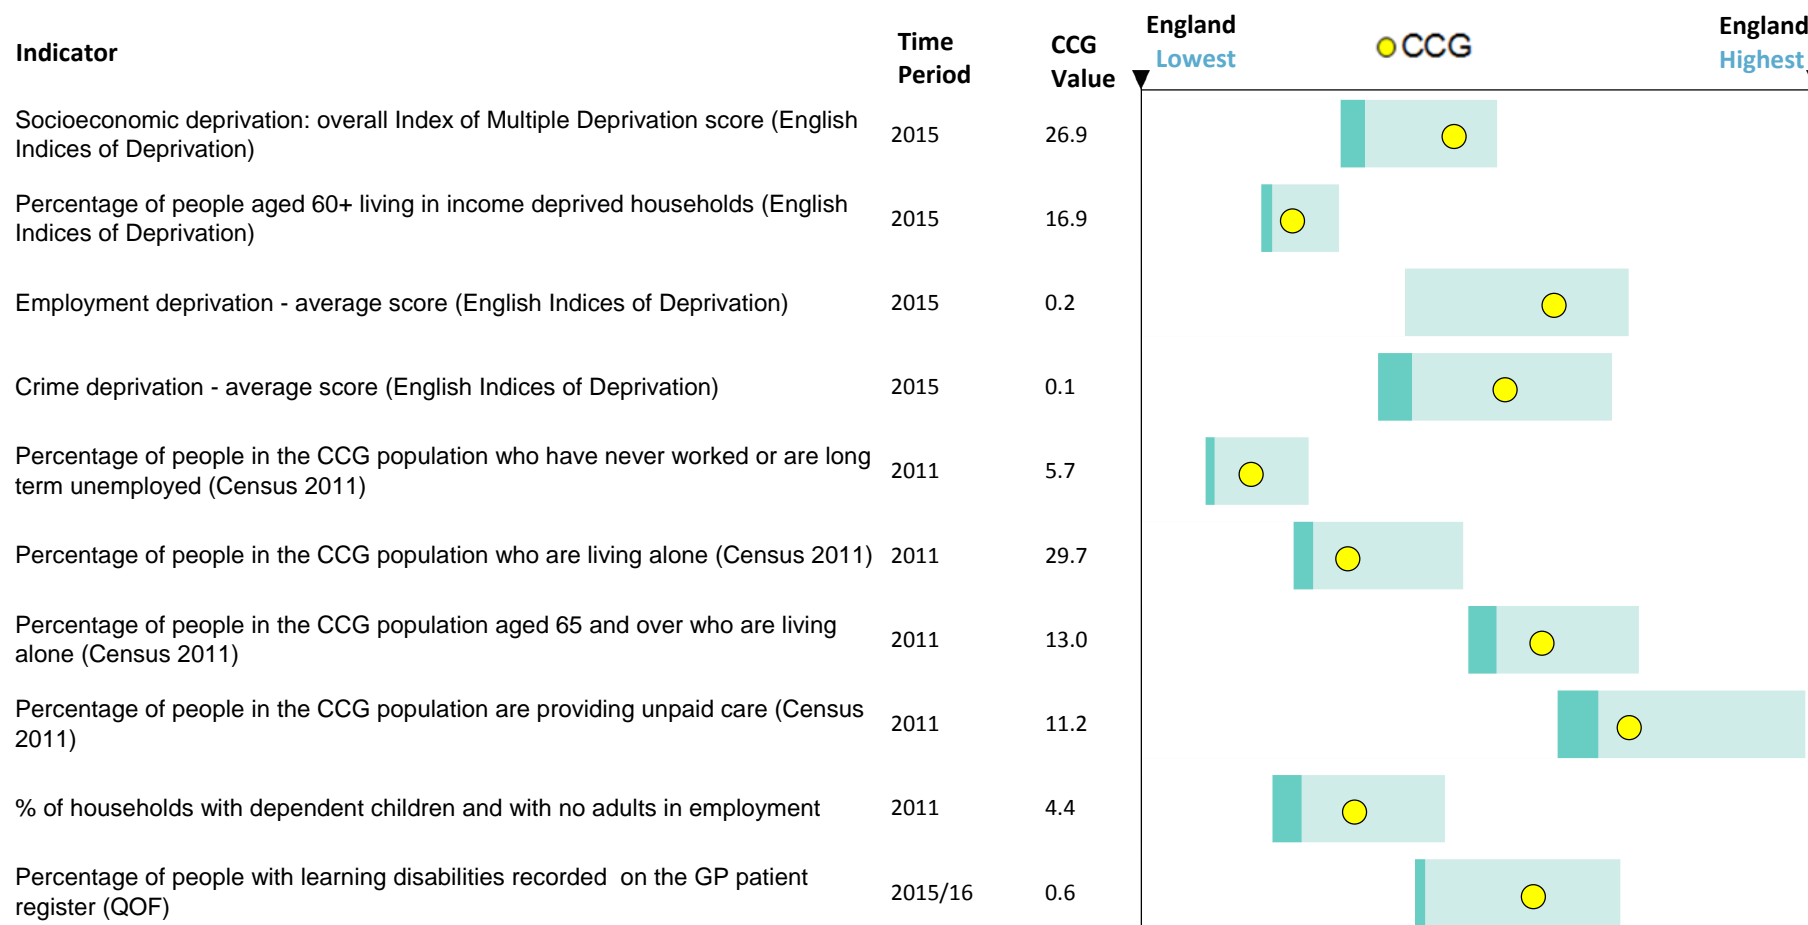 Indicator
Time
Period
CCG
Value
England
Lowest
CCG
England
Highest
Socioeconomic deprivation: overall Index of Multiple Deprivation score (English
Indices of Deprivation)
2015
26.9
Percentage of people aged 60+ living in income deprived households (English
Indices of Deprivation)
2015
16.9
Employment deprivation - average score (English Indices of Deprivation)
2015
0.2
Crime deprivation - average score (English Indices of Deprivation)
2015
0.1
Percentage of people in the CCG population who have never worked or are long
term unemployed (Census 2011)
2011
5.7
Percentage of people in the CCG population who are living alone (Census 2011)
2011
29.7
Percentage of people in the CCG population aged 65 and over who are living
alone (Census 2011)
2011
13.0
Percentage of people in the CCG population are providing unpaid care (Census
2011)
2011
11.2
% of households with dependent children and with no adults in employment
2011
4.4
Percentage of people with learning disabilities recorded  on the GP patient
register (QOF)
2015/16
0.6